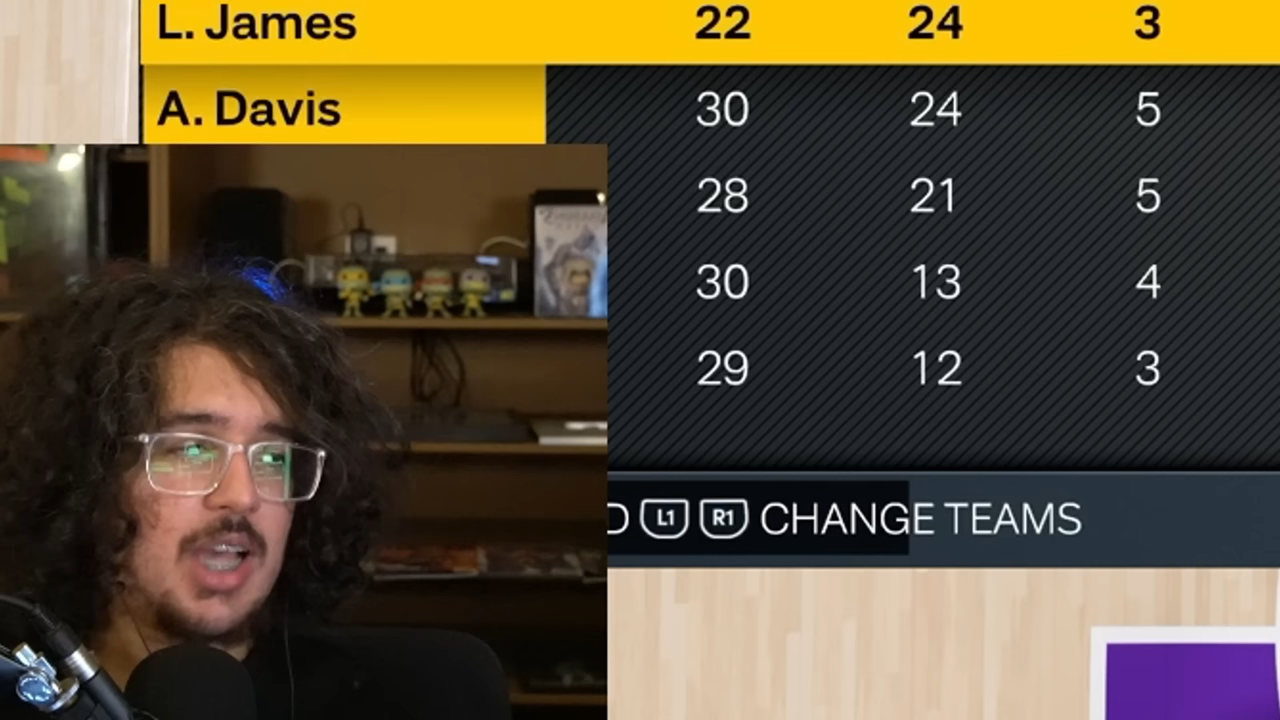 L. James 22 24 3
A. Davis 30 24 5
28 21 5
30 13 4
29 12 3
L1 R1 CHANGE TEAMS